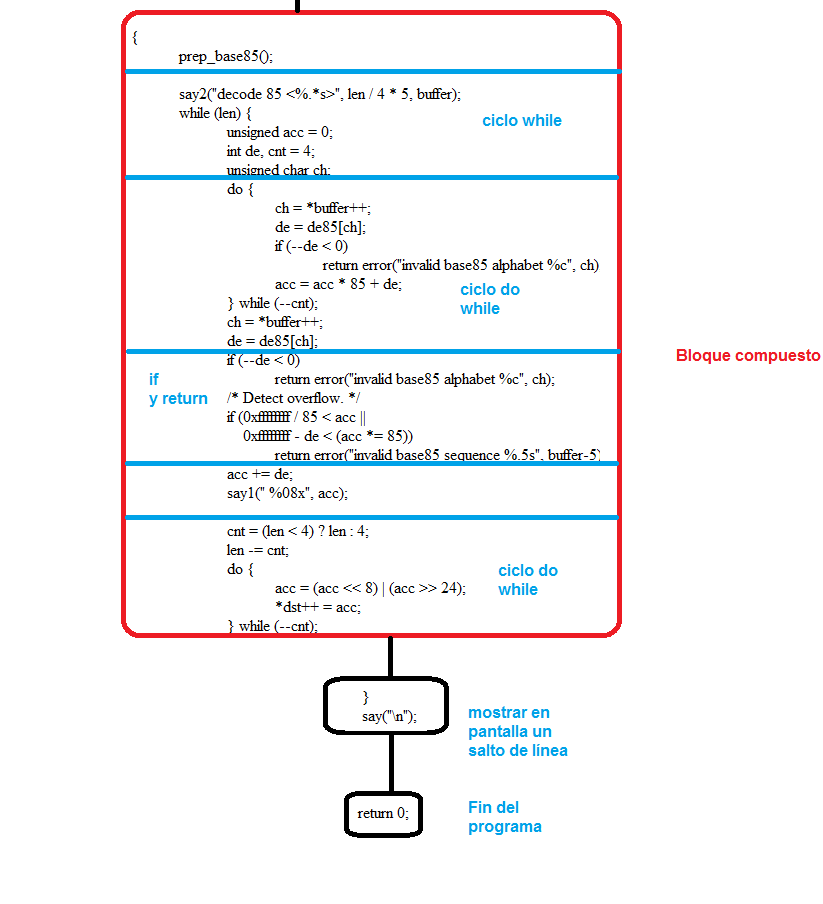 {
prep_base85();
say2("decode 85 <%.*s>", len / 4 * 5, buffer);
while (len) {
ciclo while
unsigned acc = 0;
int de, cnt = 4;
unsigned char ch;
do {
ch = *buffer++;
de = de85[ch];
if (--de < 0)
return error("invalid base85 alphabet %c", ch)
acc = acc * 85 + de;
ciclo do
while
} while (--cnt);
ch = *buffer++;
de = de85[ch];
Bloque compuesto
if (--de < 0)
return error("invalid base85 alphabet %c", ch);
if
y return
/* Detect overflow. */
if (0xffffffff / 85 < acc ||
0xffffffff - de < (acc *= 85))
return error("invalid base85 sequence %.5s", buffer-5)
acc += de;
say1(" %08x", acc);
cnt = (len < 4) ? len : 4;
len -= cnt;
do {
ciclo do
while
acc = (acc << 8) | (acc >> 24);
*dst++ = acc;
} while (--cnt);
}
say("\n");
mostrar en
pantalla un
salto de línea
return 0;
Fin del
programa